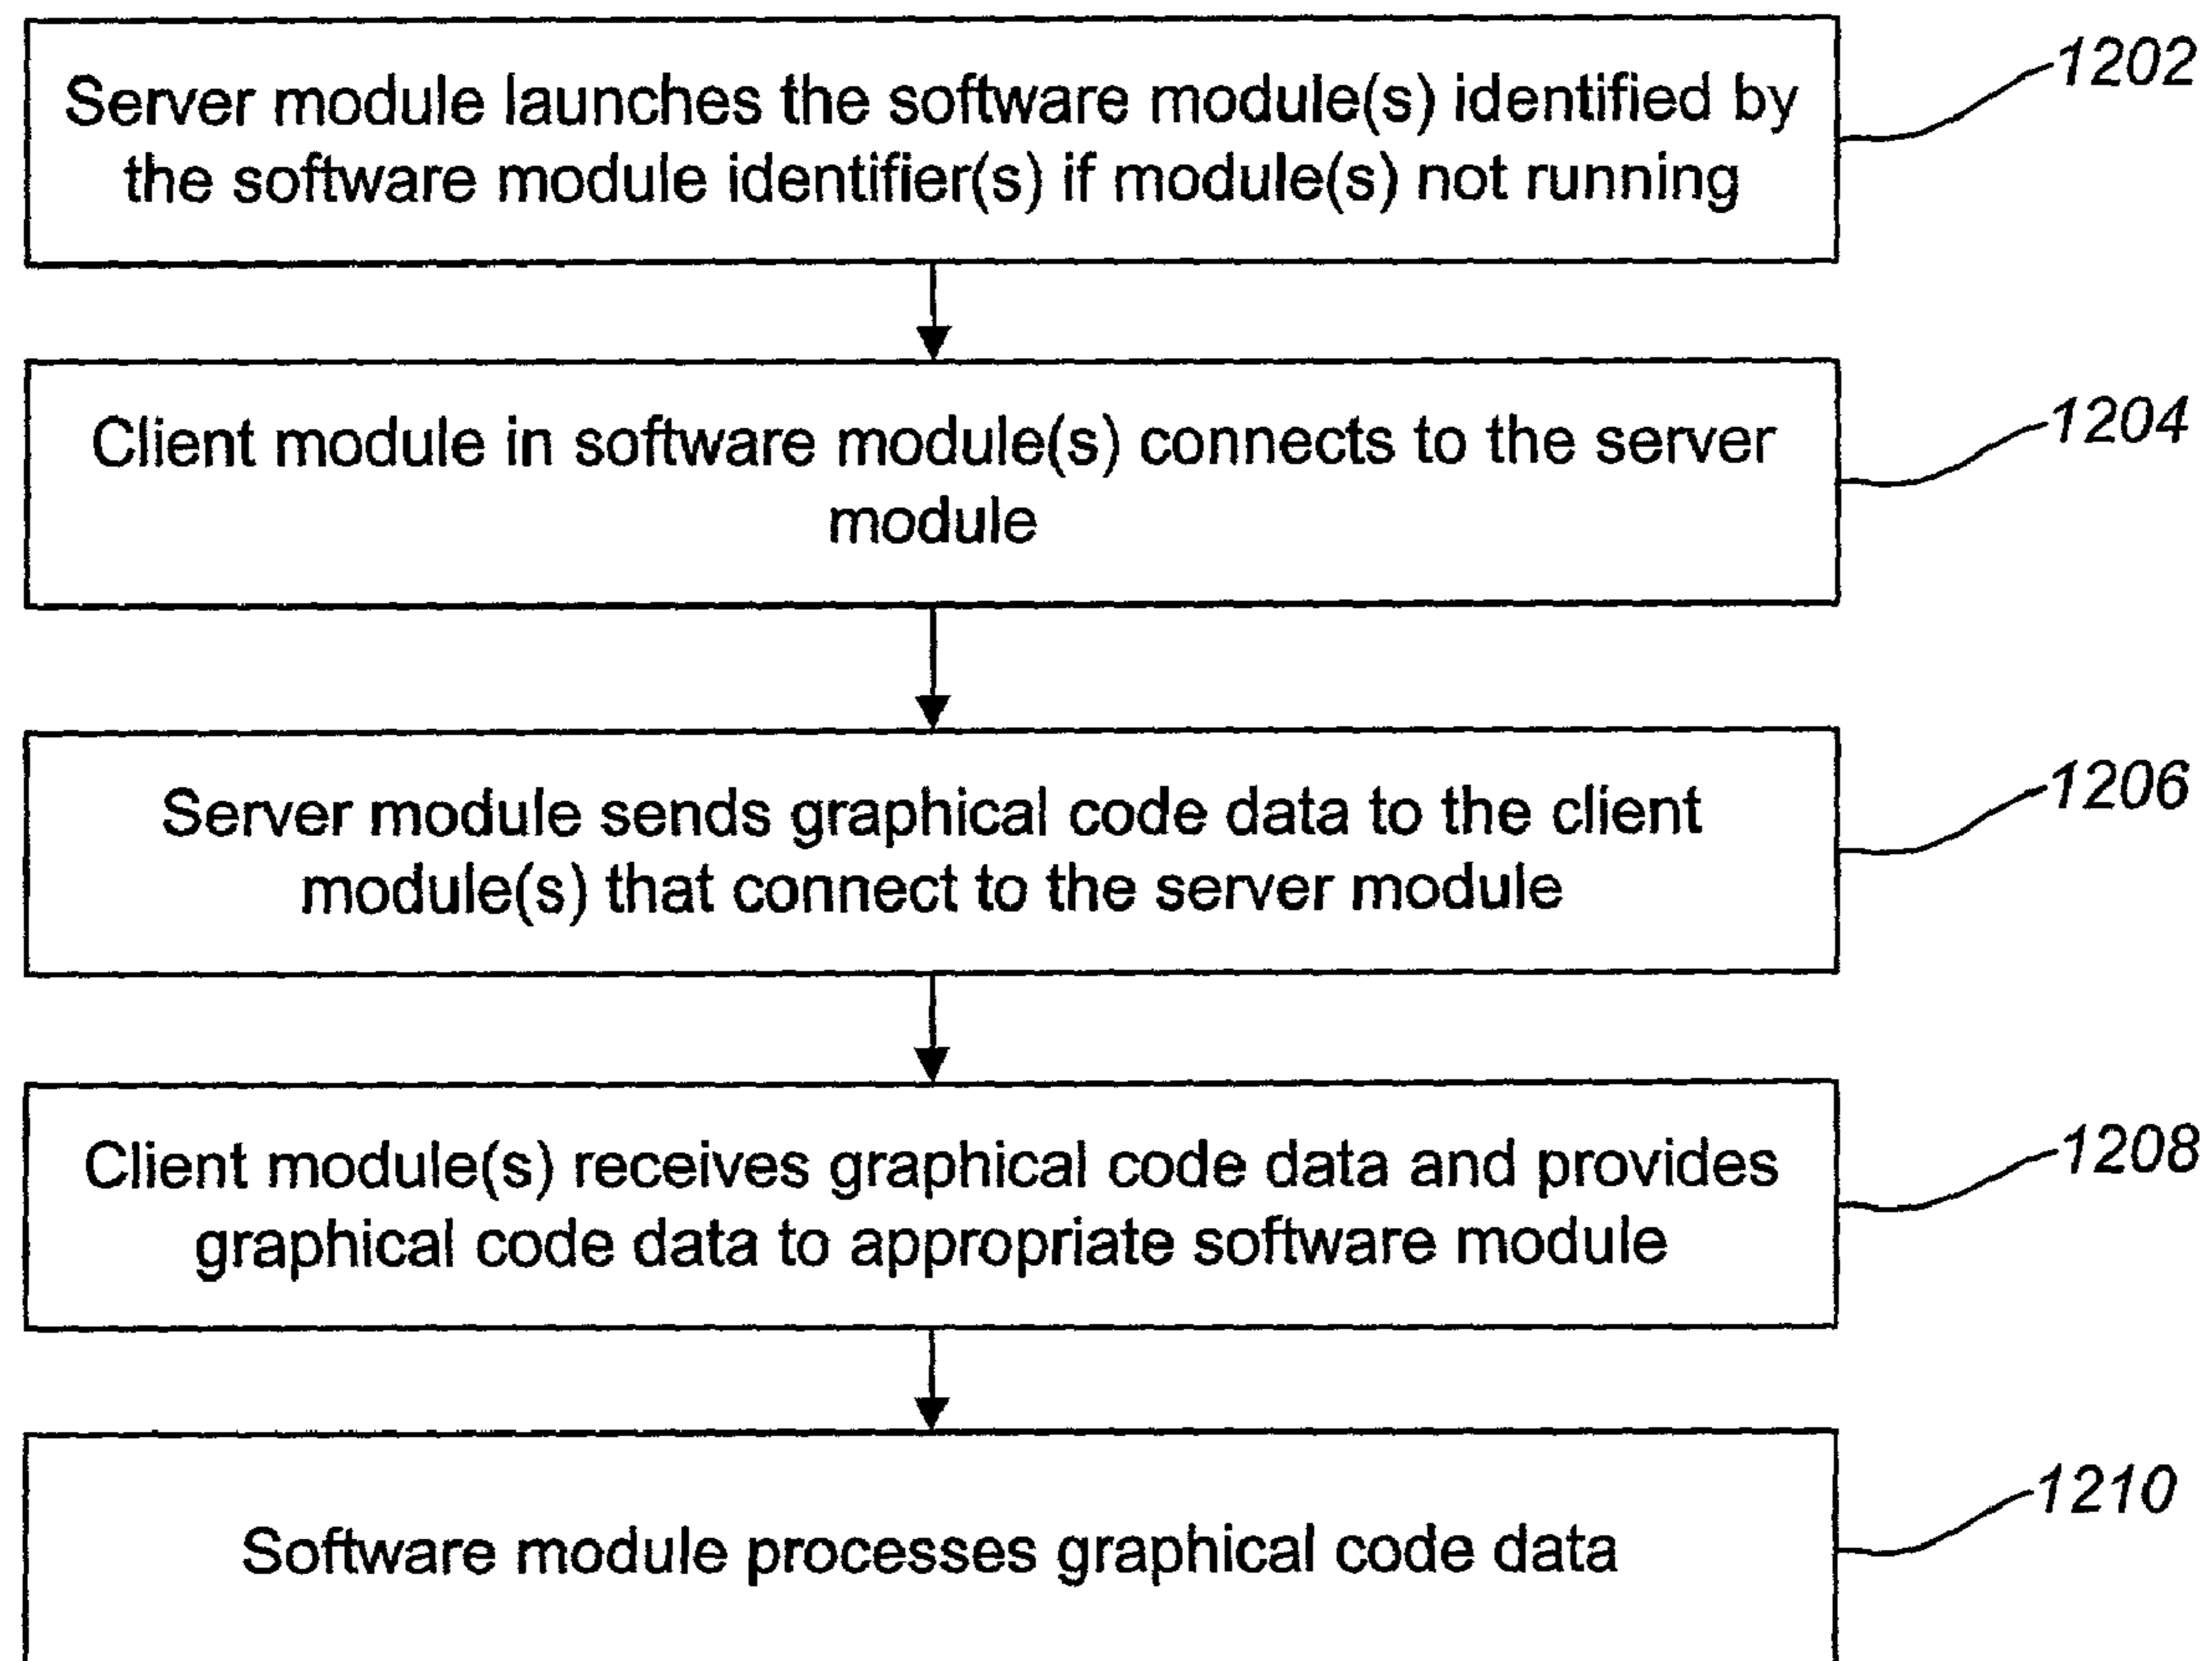 Server module launches the software module(s) identified by
the software module identifier(s) if module(s) not running
1202
Client module in software module(s) connects to the server
module
1204
Server module sends graphical code data to the client
module(s) that connect to the server module
1206
Client module(s) receives graphical code data and provides
graphical code data to appropriate software module
1208
Software module processes graphical code data
1210